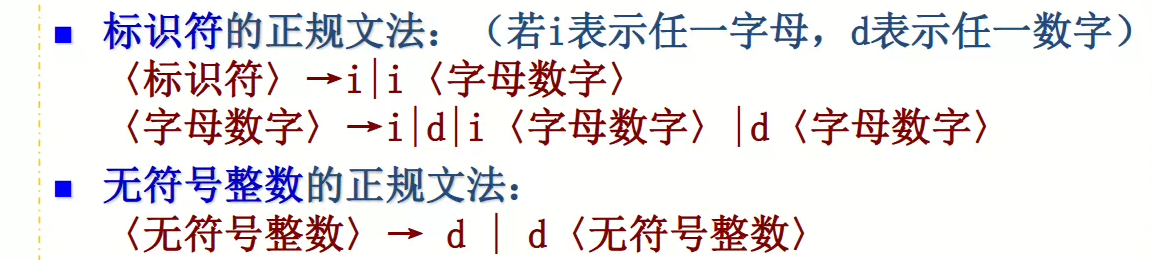 标识符的正规文法：（若i表示任一字母，d表示任一数字）
〈标识符〉→i|i〈字母数字〉
〈字母数字〉→i|d|i〈字母数字〉|d〈字母数字〉
无符号整数的正规文法：
〈无符号整数〉→ d | d〈无符号整数〉